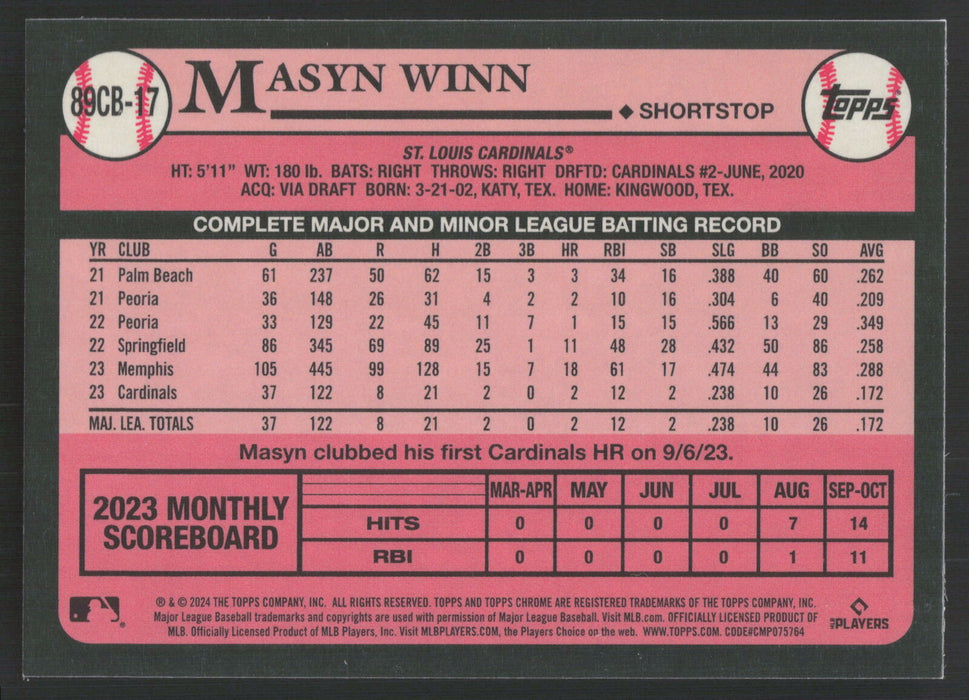 89CB-17
MASYN WINN
◆ SHORTSTOP
Topps
ST. LOUIS CARDINALS®
HT: 5'11" WT: 180 lb. BATS: RIGHT THROWS: RIGHT DRFTD: CARDINALS #2-JUNE, 2020
ACQ: VIA DRAFT BORN: 3-21-02, KATY, TEX. HOME: KINGWOOD, TEX.
COMPLETE MAJOR AND MINOR LEAGUE BATTING RECORD
YR CLUB G AB R H 2B 3B HR RBI SB SLG BB SO AVG
21 Palm Beach 61 237 50 62 15 3 3 34 16 .388 40 60 .262
21 Peoria 36 148 26 31 4 2 2 10 16 .304 6 40 .209
22 Peoria 33 129 22 45 11 7 1 15 15 .566 13 29 .349
22 Springfield 86 345 69 89 25 1 11 48 28 .432 50 86 .258
23 Memphis 105 445 99 128 15 7 18 61 17 .474 44 83 .288
23 Cardinals 37 122 8 21 2 0 2 12 2 .238 10 26 .172
MAJ. LEA. TOTALS 37 122 8 21 2 0 2 12 2 .238 10 26 .172
Masyn clubbed his first Cardinals HR on 9/6/23.
2023 MONTHLY
SCOREBOARD
MAR-APR MAY JUN JUL AUG SEP-OCT
HITS 0 0 0 0 7 14
RBI 0 0 0 0 1 11
® & © 2024 THE TOPPS COMPANY, INC. ALL RIGHTS RESERVED. TOPPS AND TOPPS CHROME ARE REGISTERED TRADEMARKS OF THE TOPPS COMPANY, INC.
Major League Baseball trademarks and copyrights are used with permission of Major League Baseball. Visit MLB.com. OFFICIALLY LICENSED PRODUCT OF
MLB. Officially Licensed Product of MLB Players, Inc. Visit MLBPLAYERS.COM, the Players Choice on the web. WWW.TOPPS.COM. CODE#CMP075764
MLB PLAYERS